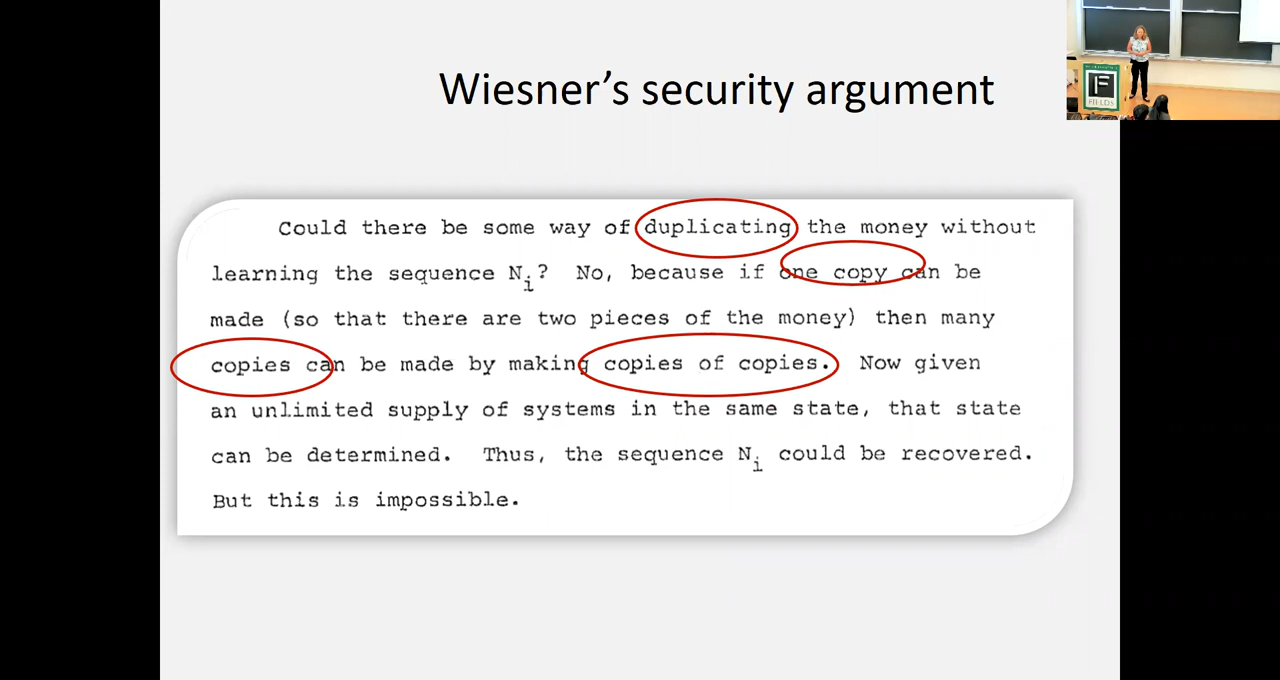 Wiesner's security argument
Could there be some way of duplicating the money without
learning the sequence Ni? No, because if one copy can be
made (so that there are two pieces of the money) then many
copies can be made by making copies of copies. Now given
an unlimited supply of systems in the same state, that state
can be determined. Thus, the sequence Ni could be recovered.
But this is impossible.
FIELDS